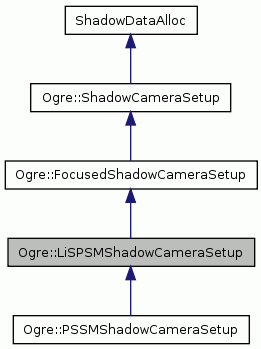 ShadowDataAlloc
Ogre::ShadowCameraSetup
Ogre::FocusedShadowCameraSetup
Ogre::LiSPSMShadowCameraSetup
Ogre::PSSMShadowCameraSetup